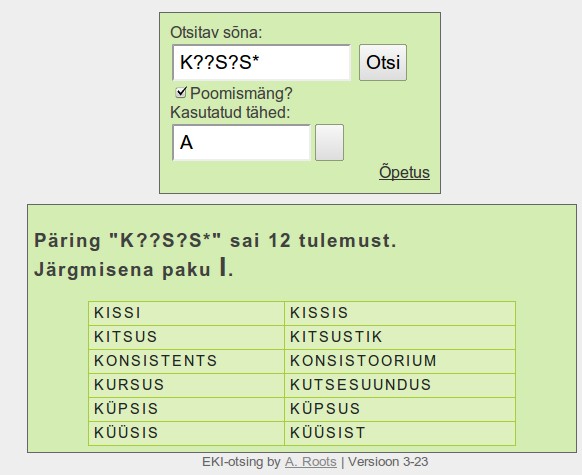 Otsitav sõna:
K??S?S* Otsi
Poomismäng?
Kasutatud tähed:
A
Õpetus
Päring "K??S?S*" sai 12 tulemust.
Järgmisena paku I.
KISSI KISSIS
KITSUS KITSUSTIK
KONSISTENTS KONSISTOORIUM
KURSUS KUTSESUUNDUS
KÜPSIS KÜPSUS
KÜÜSIS KÜÜSIST
EKI-otsing by A. Roots | Versioon 3-23